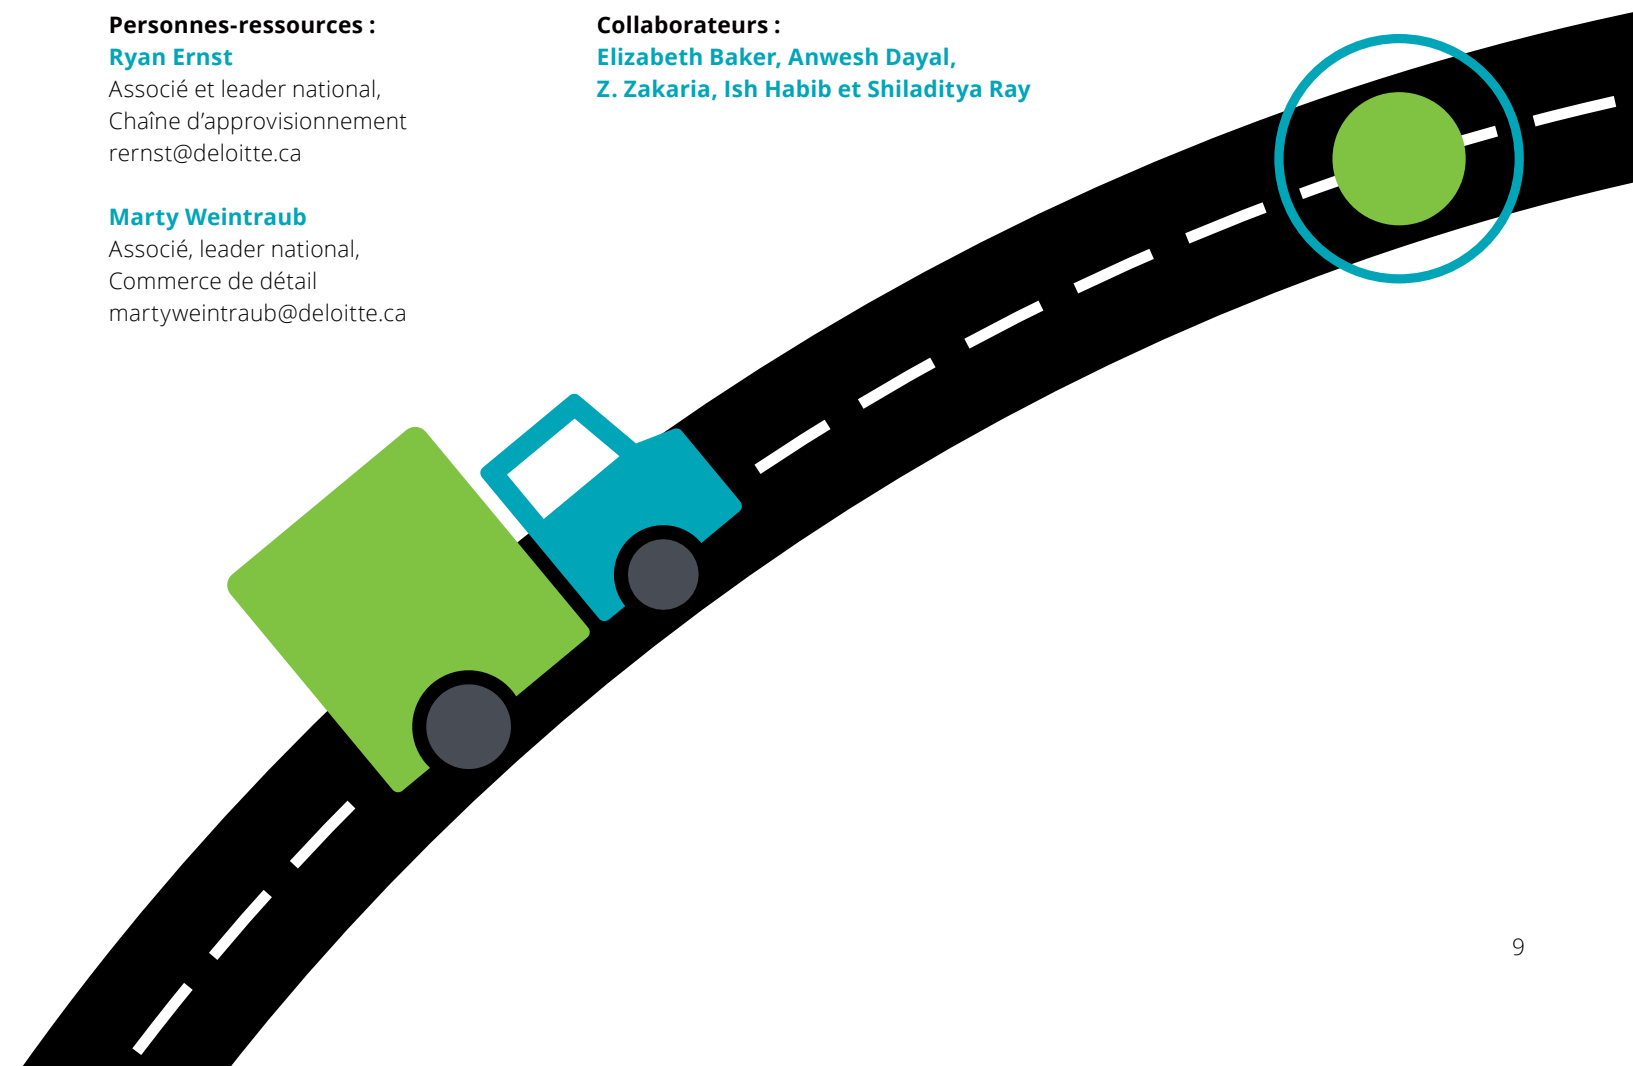 Personnes-ressources :
Ryan Ernst
Associé et leader national,
Chaîne d’approvisionnement
rernst@deloitte.ca
Marty Weintraub
Associé, leader national,
Commerce de détail
martyweintraub@deloitte.ca
Collaborateurs :
Elizabeth Baker, Anwesh Dayal,
Z. Zakaria, Ish Habib et Shiladitya Ray
9